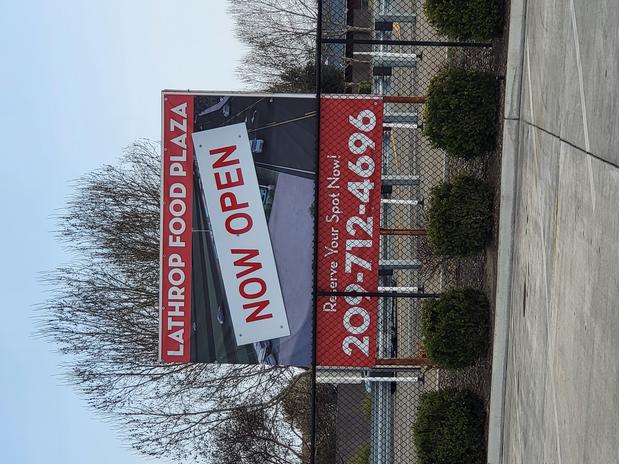 LATHROP FOOD PLAZA
NOW OPEN
Reserve Your Spot Now!
209-712-4696